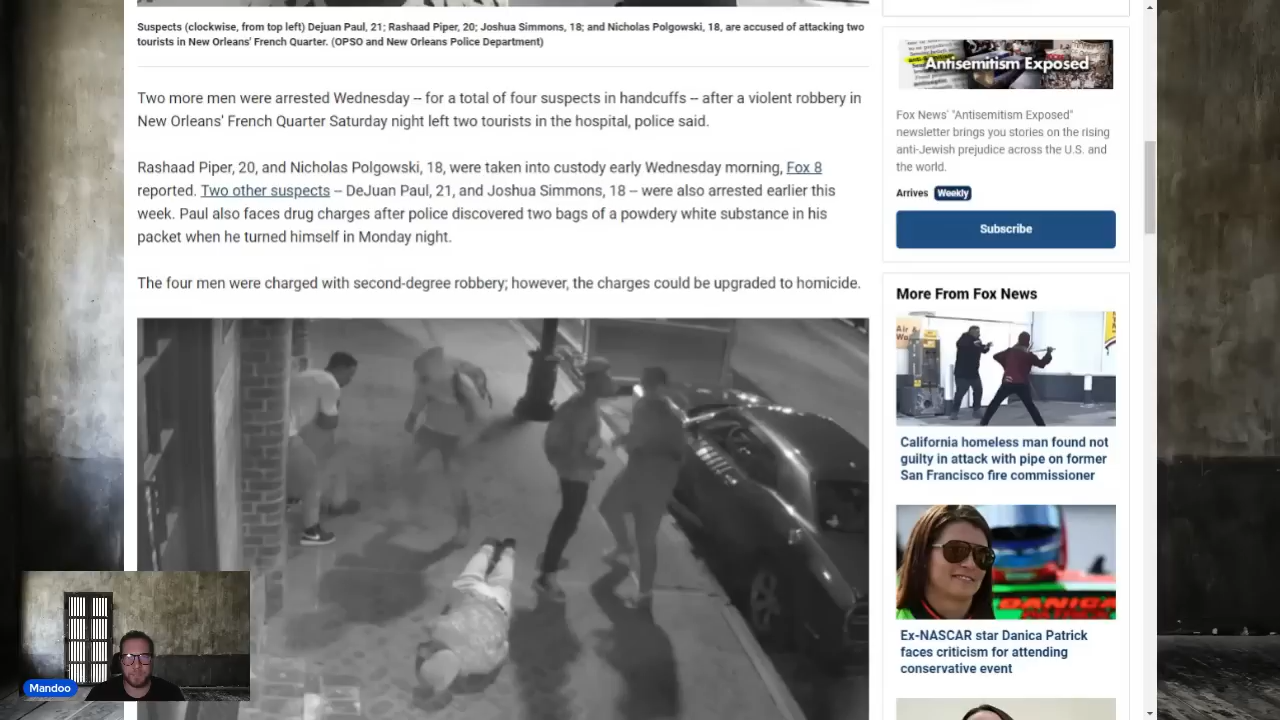 Suspects (clockwise, from top left) Dejuan Paul, 21; Rashaad Piper, 20; Joshua Simmons, 18; and Nicholas Polgowski, 18, are accused of attacking two
tourists in New Orleans' French Quarter. (OPSO and New Orleans Police Department)
Two more men were arrested Wednesday – for a total of four suspects in handcuffs – after a violent robbery in
New Orleans' French Quarter Saturday night left two tourists in the hospital, police said.
Rashaad Piper, 20, and Nicholas Polgowski, 18, were taken into custody early Wednesday morning, Fox 8
reported. Two other suspects – DeJuan Paul, 21, and Joshua Simmons, 18 – were also arrested earlier this
week. Paul also faces drug charges after police discovered two bags of a powdery white substance in his
packet when he turned himself in Monday night.
The four men were charged with second-degree robbery; however, the charges could be upgraded to homicide.
Antisemitism Exposed
Fox News' "Antisemitism Exposed"
newsletter brings you stories on the rising
anti-Jewish prejudice across the U.S. and
the world.
Arrives Weekly
Subscribe
More From Fox News
Air &
California homeless man found not
guilty in attack with pipe on former
San Francisco fire commissioner
DANICA
Ex-NASCAR star Danica Patrick
faces criticism for attending
conservative event
Mandoo